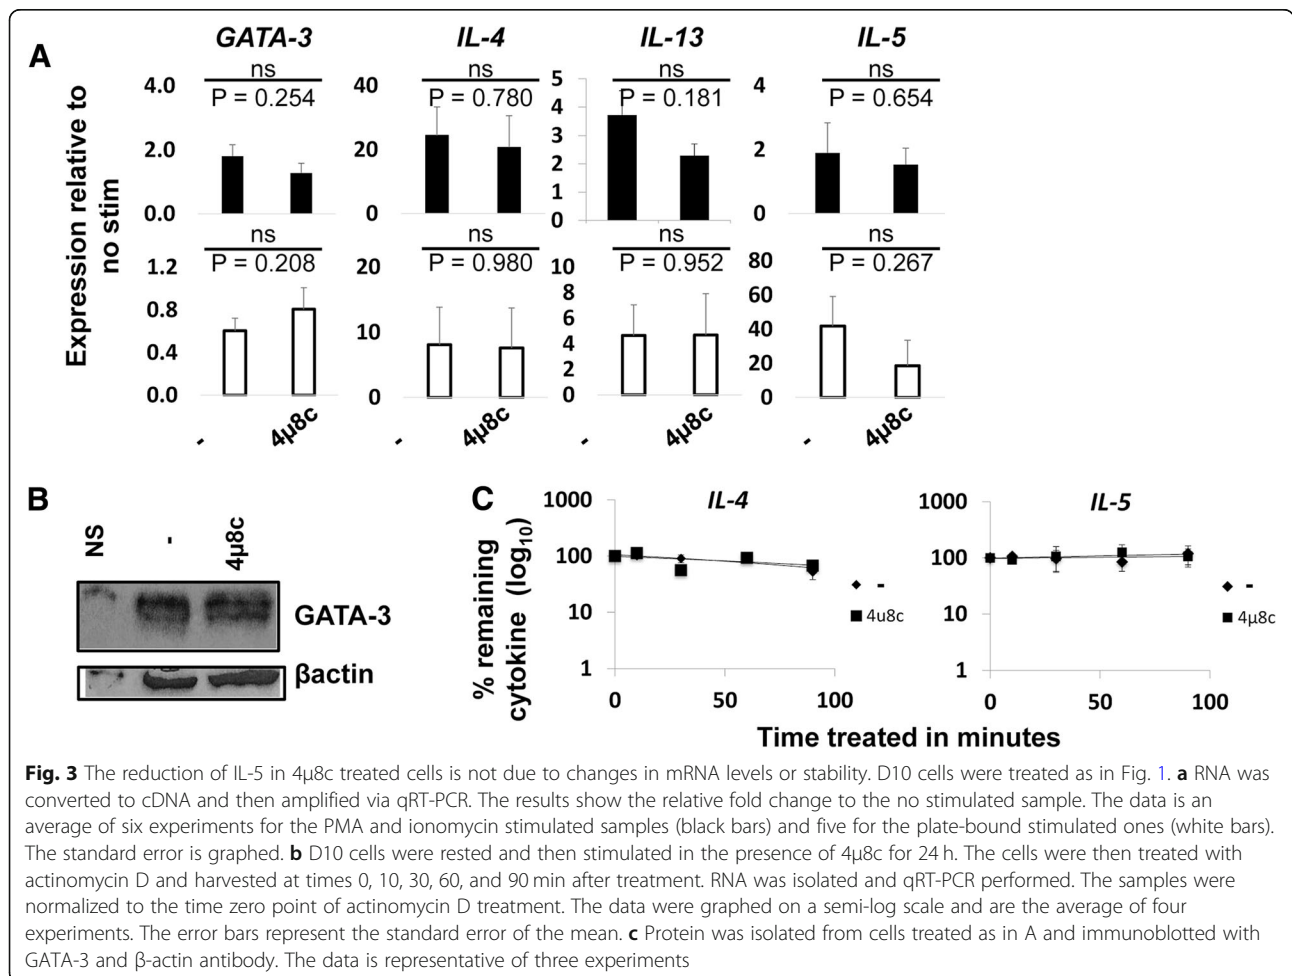 A
GATA-3 IL-4 IL-13 IL-5
Expression relative to
no stim
ns
P = 0.254
4.0
2.0
0.0
ns
P = 0.780
40
20
0
ns
P = 0.181
5
4
3
2
1
0
ns
P = 0.654
4
2
0
ns
P = 0.208
1.2
0.8
0.4
0.0
- 4µ8c
ns
P = 0.980
20
10
0
- 4µ8c
ns
P = 0.952
10
8
6
4
2
0
- 4µ8c
ns
P = 0.267
80
60
40
20
0
- 4µ8c
B
NS - 4µ8c
GATA-3
βactin
C
% remaining
cytokine (log10)
IL-4
1000
100
10
1
0 50 100
-
4u8c
IL-5
1000
100
10
1
0 50 100
-
4µ8c
Time treated in minutes
Fig. 3 The reduction of IL-5 in 4µ8c treated cells is not due to changes in mRNA levels or stability. D10 cells were treated as in Fig. 1. a RNA was
converted to cDNA and then amplified via qRT-PCR. The results show the relative fold change to the no stimulated sample. The data is an
average of six experiments for the PMA and ionomycin stimulated samples (black bars) and five for the plate-bound stimulated ones (white bars).
The standard error is graphed. b D10 cells were rested and then stimulated in the presence of 4µ8c for 24 h. The cells were then treated with
actinomycin D and harvested at times 0, 10, 30, 60, and 90 min after treatment. RNA was isolated and qRT-PCR performed. The samples were
normalized to the time zero point of actinomycin D treatment. The data were graphed on a semi-log scale and are the average of four
experiments. The error bars represent the standard error of the mean. c Protein was isolated from cells treated as in A and immunoblotted with
GATA-3 and β-actin antibody. The data is representative of three experiments